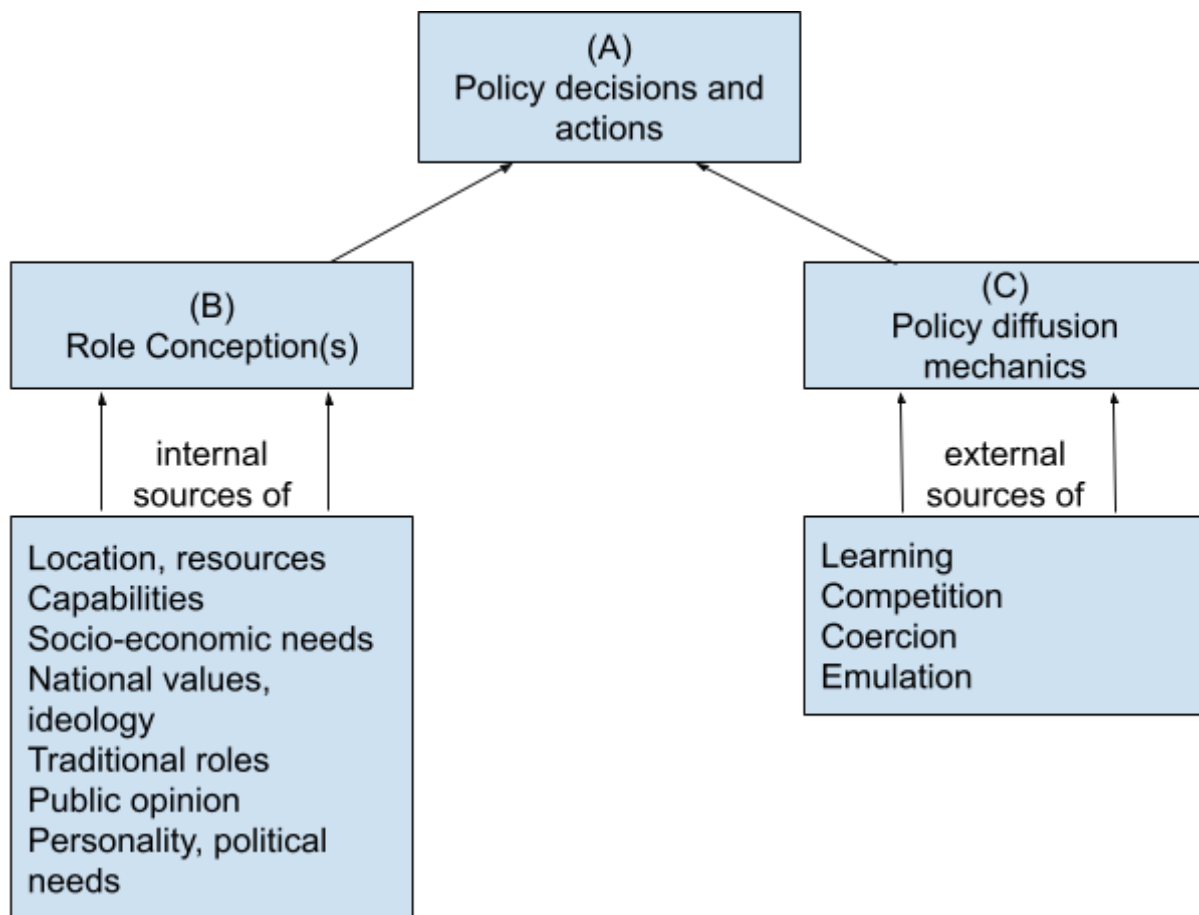 (A)
Policy decisions and
actions
(B)
Role Conception(s)
(C)
Policy diffusion
mechanics
internal
sources of
external
sources of
Location, resources
Capabilities
Socio-economic needs
National values,
ideology
Traditional roles
Public opinion
Personality, political
needs
Learning
Competition
Coercion
Emulation